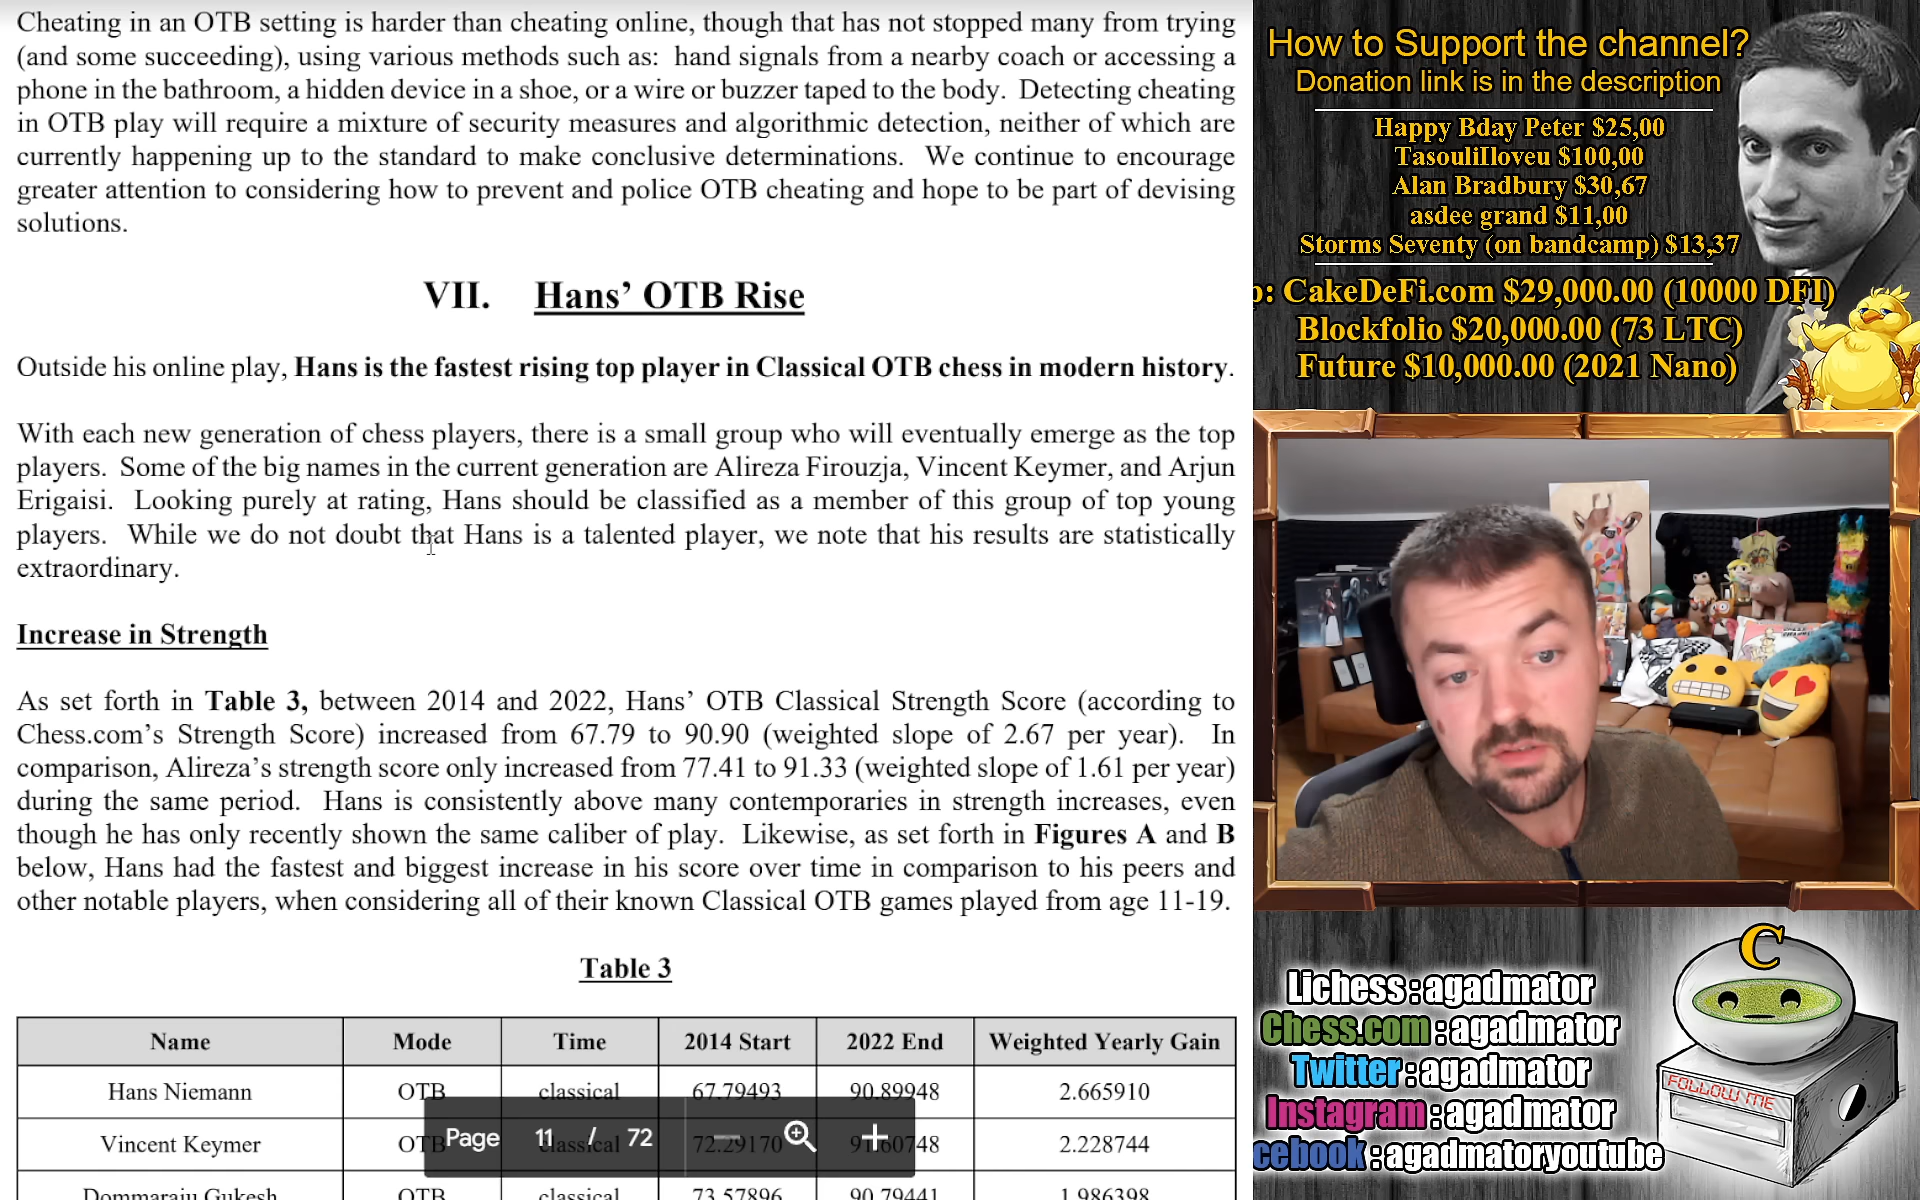 Cheating in an OTB setting is harder than cheating online, though that has not stopped many from trying
(and some succeeding), using various methods such as: hand signals from a nearby coach or accessing a
phone in the bathroom, a hidden device in a shoe, or a wire or buzzer taped to the body. Detecting cheating
in OTB play will require a mixture of security measures and algorithmic detection, neither of which are
currently happening up to the standard to make conclusive determinations. We continue to encourage
greater attention to considering how to prevent and police OTB cheating and hope to be part of devising
solutions.
VII. Hans’ OTB Rise
Outside his online play, Hans is the fastest rising top player in Classical OTB chess in modern history.
With each new generation of chess players, there is a small group who will eventually emerge as the top
players. Some of the big names in the current generation are Alireza Firouzja, Vincent Keymer, and Arjun
Erigaisi. Looking purely at rating, Hans should be classified as a member of this group of top young
players. While we do not doubt that Hans is a talented player, we note that his results are statistically
extraordinary.
Increase in Strength
As set forth in Table 3, between 2014 and 2022, Hans’ OTB Classical Strength Score (according to
Chess.com’s Strength Score) increased from 67.79 to 90.90 (weighted slope of 2.67 per year). In
comparison, Alireza’s strength score only increased from 77.41 to 91.33 (weighted slope of 1.61 per year)
during the same period. Hans is consistently above many contemporaries in strength increases, even
though he has only recently shown the same caliber of play. Likewise, as set forth in Figures A and B
below, Hans had the fastest and biggest increase in his score over time in comparison to his peers and
other notable players, when considering all of their known Classical OTB games played from age 11-19.
Table 3
Name Mode Time 2014 Start 2022 End Weighted Yearly Gain
Hans Niemann OTB classical 67.79493 90.89948 2.665910
Vincent Keymer OTB classical 72.29170 2.228744
Dommaraju Gukesh OTB classical 73.57896 90.79441 1.986398
Page 11 / 72
How to Support the channel?
Donation link is in the description
Happy Bday Peter $25,00
TasouliIloveu $100,00
Alan Bradbury $30,67
asdee grand $11,00
Storms Seventy (on bandcamp) $13,37
: CakeDeFi.com $29,000.00 (10000 DFI)
Blockfolio $20,000.00 (73 LTC)
Future $10,000.00 (2021 Nano)
C
FOLLOW ME
Lichess:agadmator
Chess.com:agadmator
Twitter:agadmator
Instagram:agadmator
cebook:agadmatoryoutube